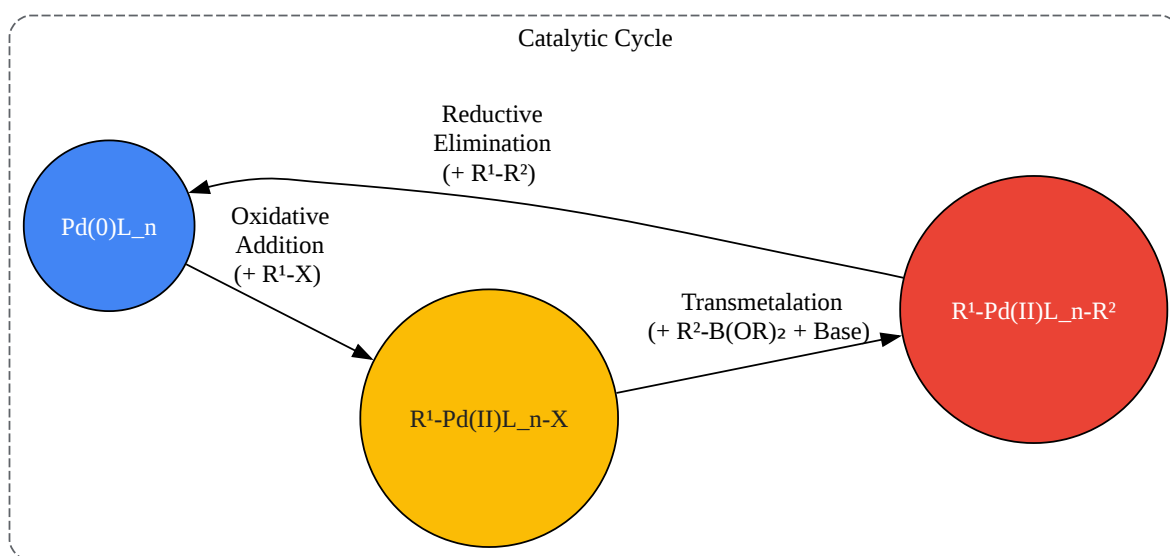 Catalytic Cycle
Reductive
Elimination
(+ R¹-R²)
Pd(0)L_n
Oxidative
Addition
(+ R¹-X)
Transmetalation
(+ R²-B(OR)₂ + Base)
R¹-Pd(II)L_n-R²
R¹-Pd(II)L_n-X